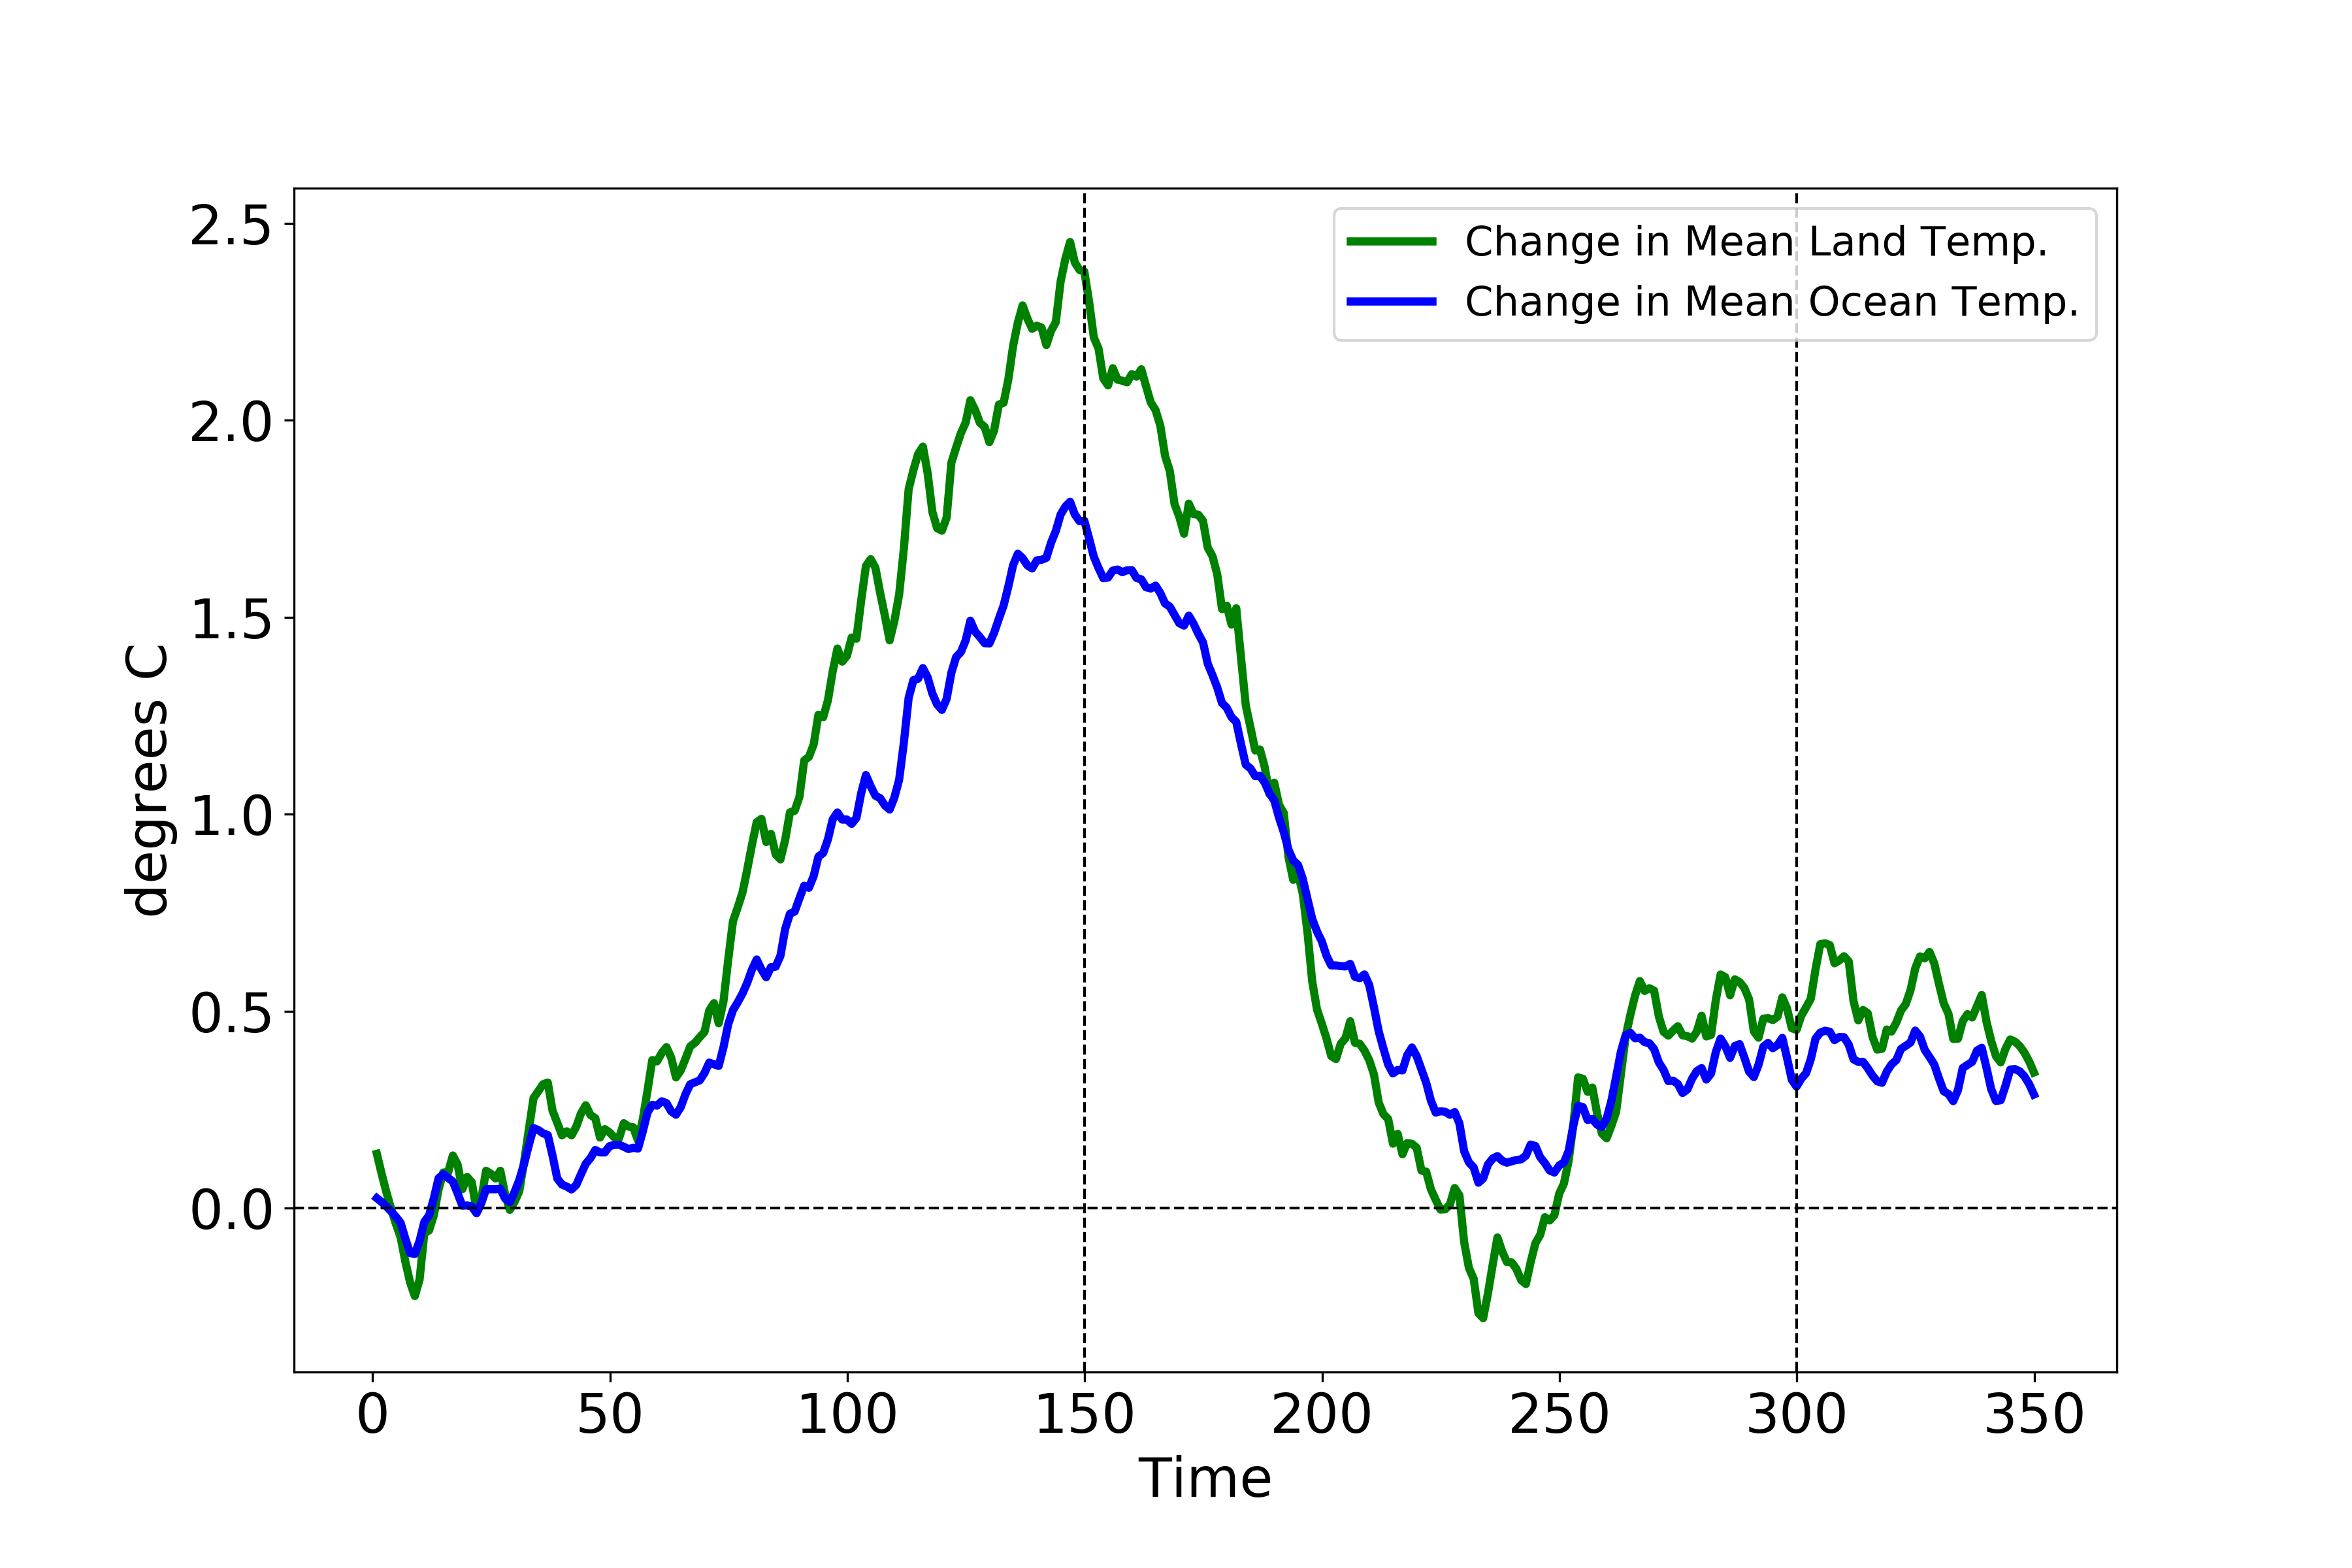 2.5
2.0
1.5
1.0
0.5
0.0
degrees C
Change in Mean Land Temp.
Change in Mean Ocean Temp.
0 50 100 150 200 250 300 350
Time